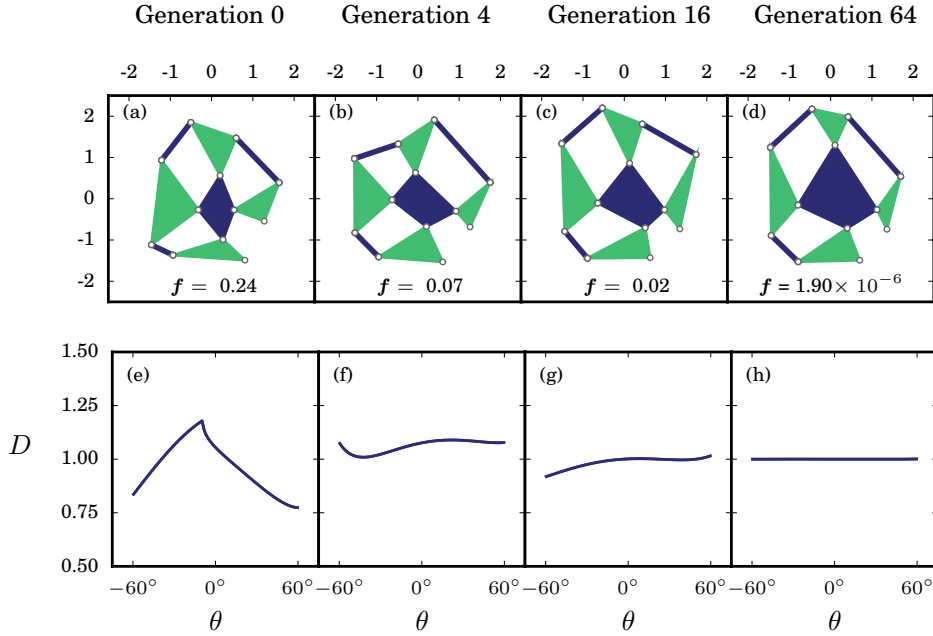 Generation 0 Generation 4 Generation 16 Generation 64
-2 -1 0 1 2 -2 -1 0 1 2 -2 -1 0 1 2 -2 -1 0 1 2
(a) (b) (c) (d)
2
1
0
-1
-2
f = 0.24 f = 0.07 f = 0.02 f = 1.90 × 10⁻⁶
1.50
(e) (f) (g) (h)
1.25
D
1.00
0.75
0.50
−60° 0° 60° −60° 0° 60° −60° 0° 60° −60° 0° 60°
θ θ θ θ